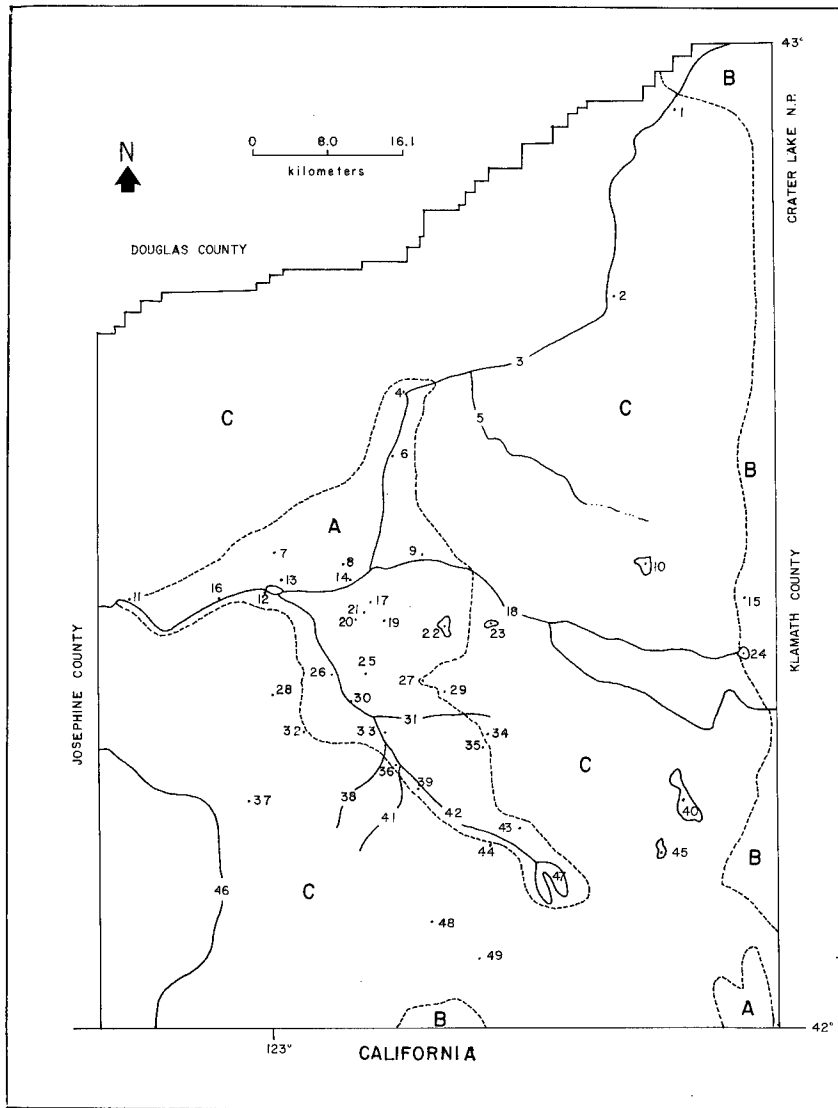 43°
B
CRATER LAKE N.P.
1
N
0 8.0 16.1
kilometers
DOUGLAS COUNTY
2
3
4
C
C
5
6
B
A
7
8
9
10
14
13
11
16
12
17
15
21
20
19
22
23
18
24
JOSEPHINE COUNTY
KLAMATH COUNTY
26
25
27
28
29
30
31
32
33
34
35
C
36
37
38
39
40
41
42
43
44
45
B
46
C
47
48
49
A
B
42°
123°
CALIFORNIA